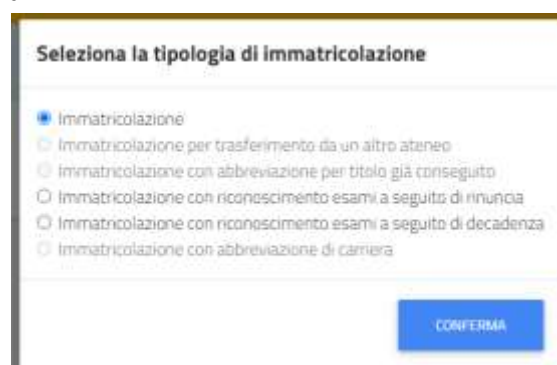 Seleziona la tipologia di immatricolazione
Immatricolazione
Immatricolazione per trasferimento da un altro ateneo
Immatricolazione con abbreviazione per titolo già conseguito
Immatricolazione con riconoscimento esami a seguito di rinuncia
Immatricolazione con riconoscimento esami a seguito di decadenza
Immatricolazione con abbreviazione di carriera
CONFERMA